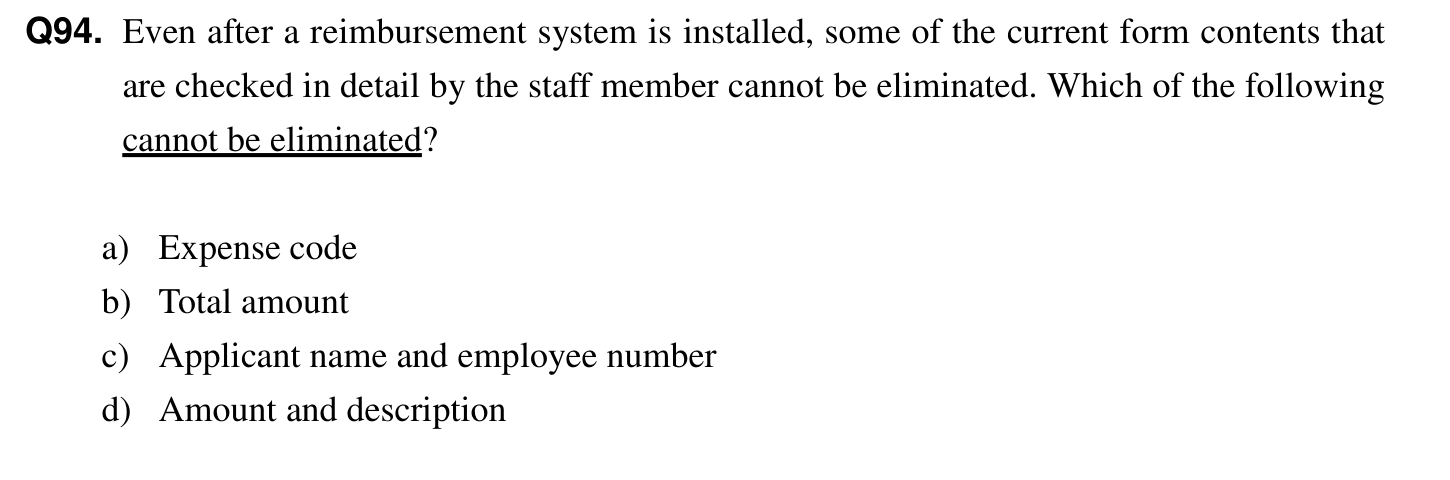 Q94. Even after a reimbursement system is installed, some of the current form contents that
are checked in detail by the staff member cannot be eliminated. Which of the following
cannot be eliminated?
a) Expense code
b) Total amount
c) Applicant name and employee number
d) Amount and description